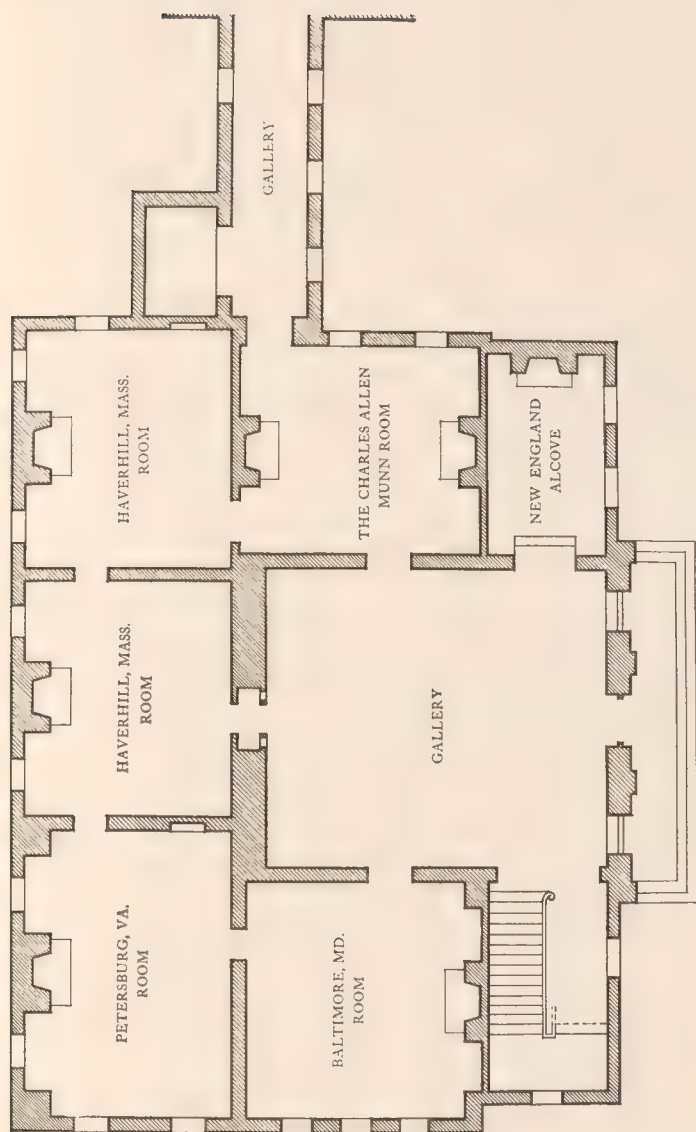 GALLERY
HAVERHILL, MASS.
ROOM
THE CHARLES ALLEN
MUNN ROOM
NEW ENGLAND
ALCOVE
HAVERHILL, MASS.
ROOM
GALLERY
PETERSBURG, VA.
ROOM
BALTIMORE, MD.
ROOM